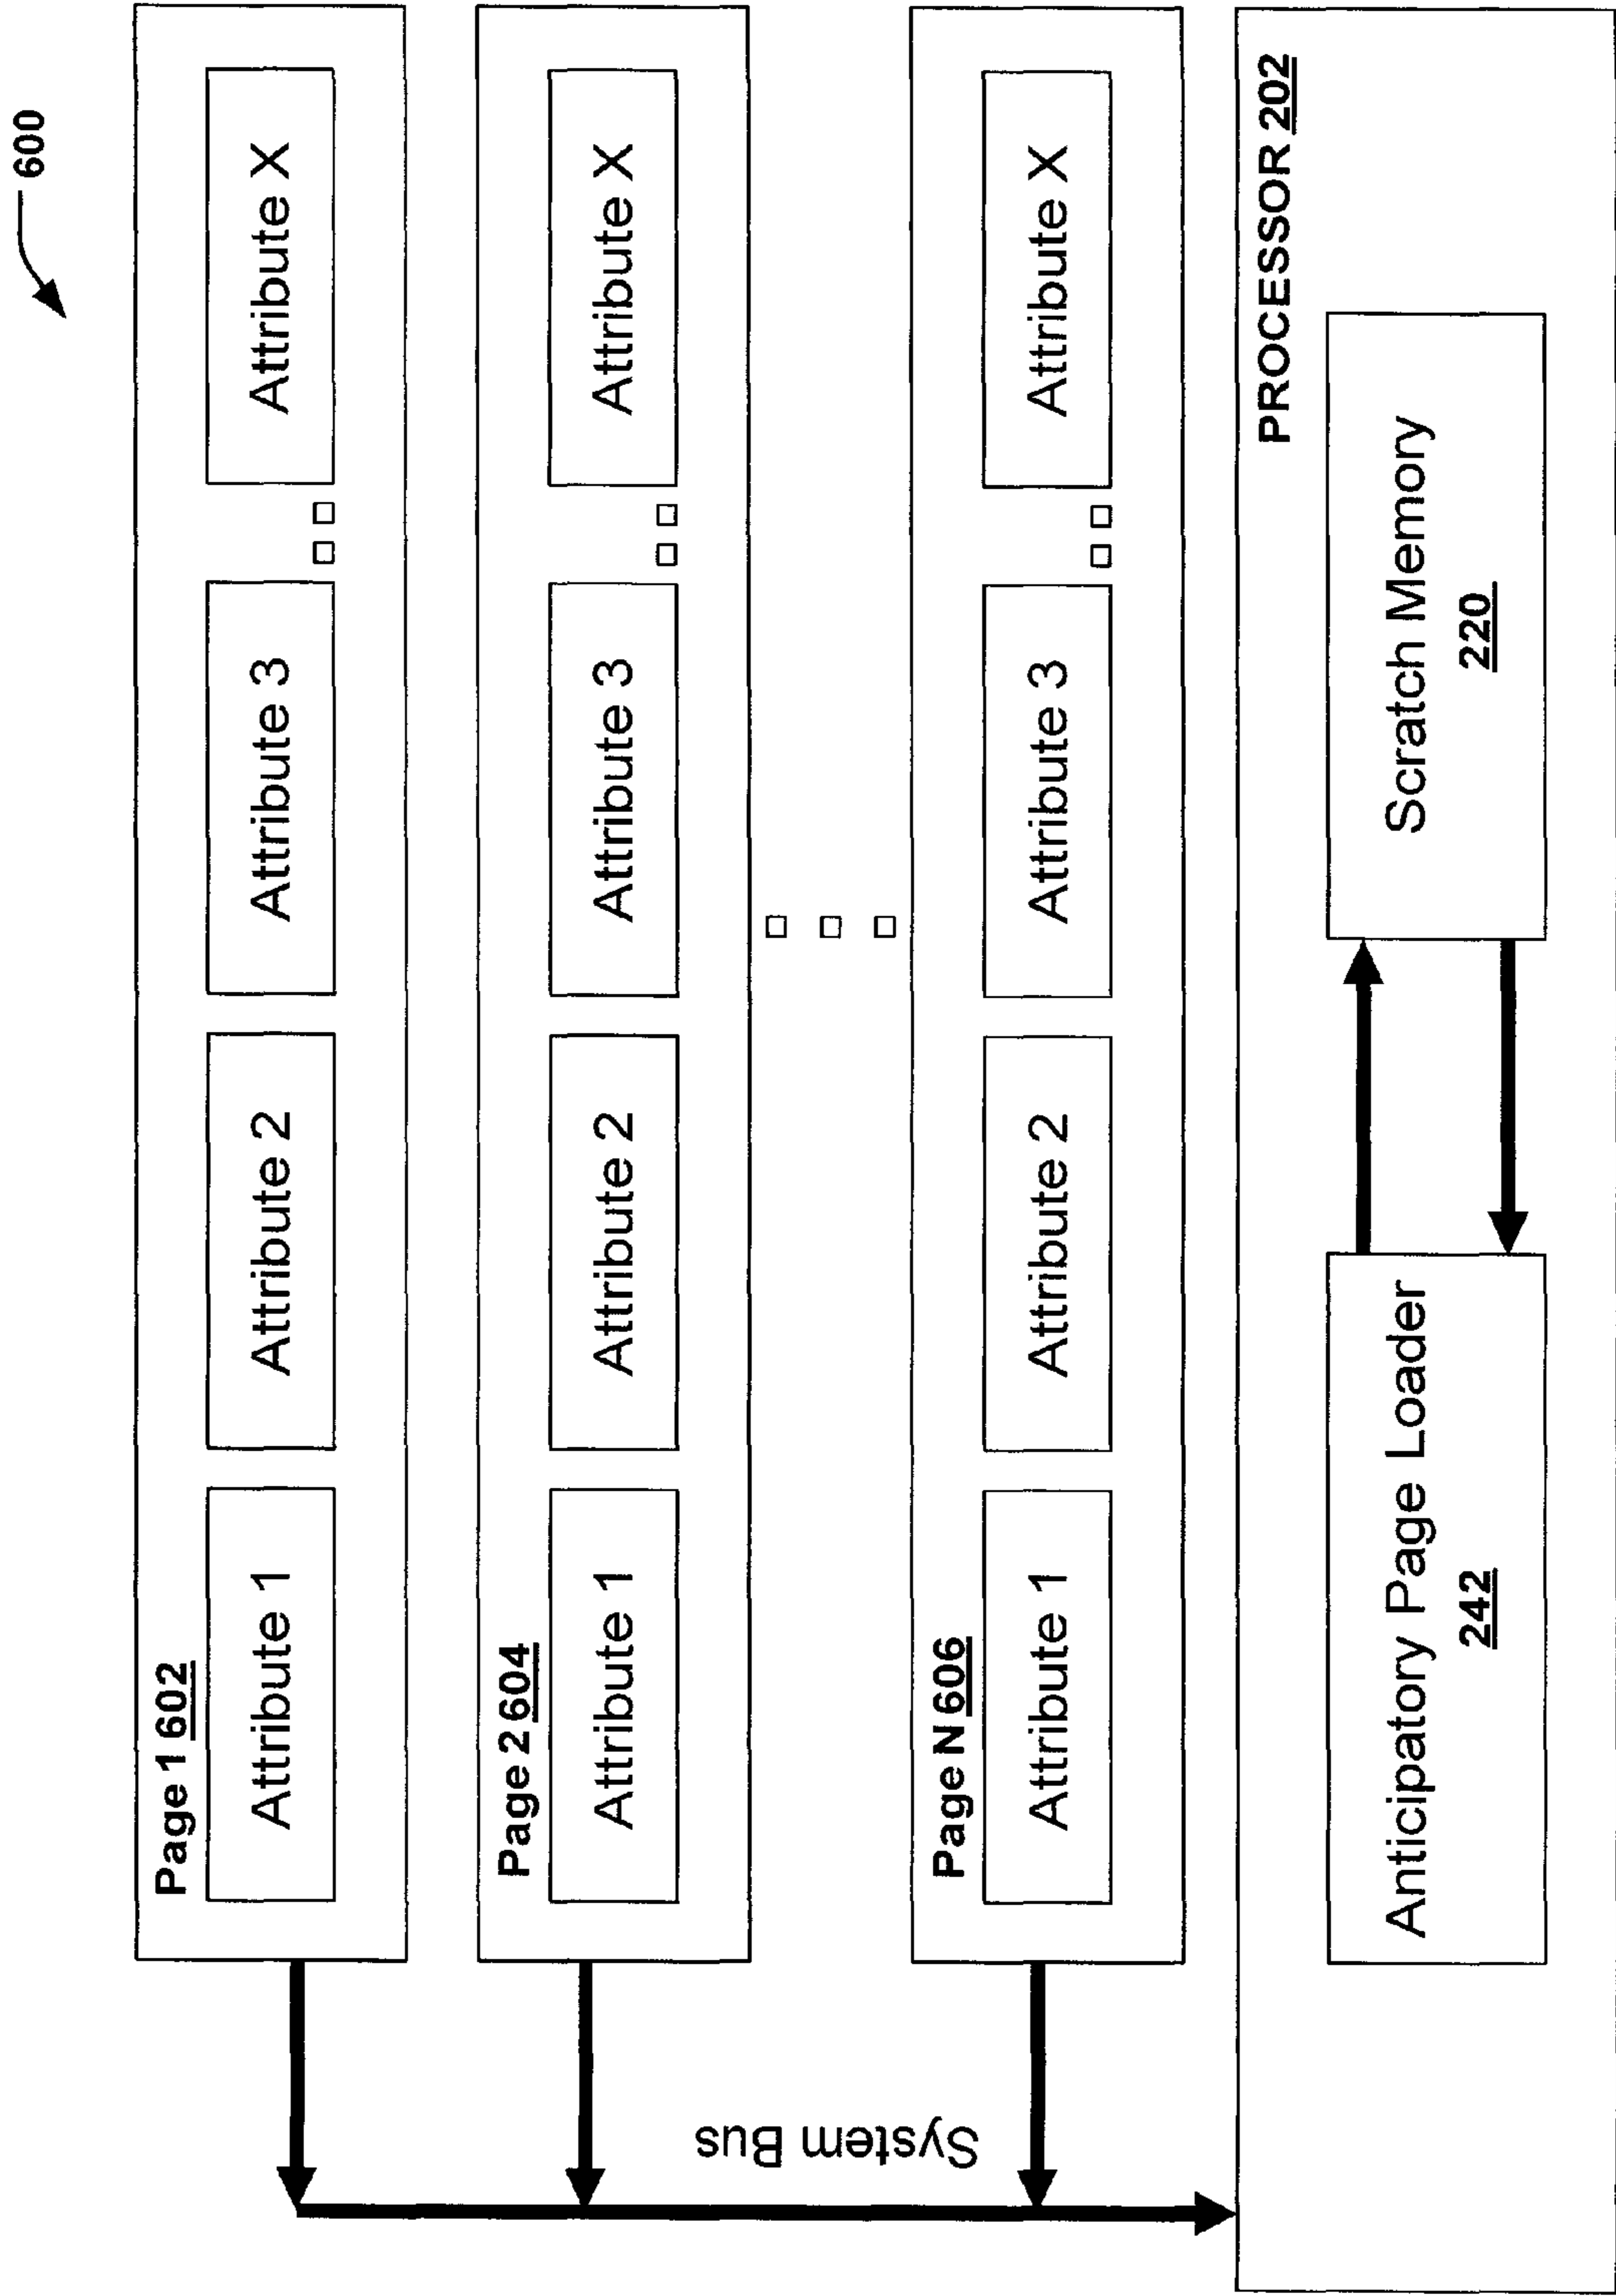 600
Page 1 602
Attribute 1
Attribute 2
Attribute 3
Attribute X
Page 2 604
Attribute 1
Attribute 2
Attribute 3
Attribute X
System Bus
Page N 606
Attribute 1
Attribute 2
Attribute 3
Attribute X
PROCESSOR 202
Anticipatory Page Loader
242
Scratch Memory
220